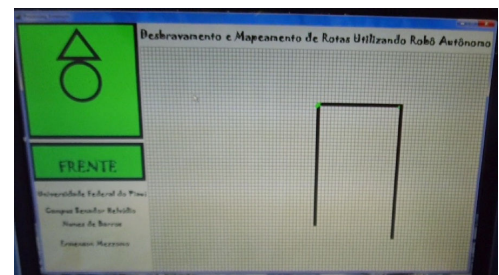 Desbravamento e Mapeamento de Rotas Utilizando Robô Autônomo
FRENTE
Universidade Federal do Piauí
Campus Senador Helvídio
Nunes de Barros